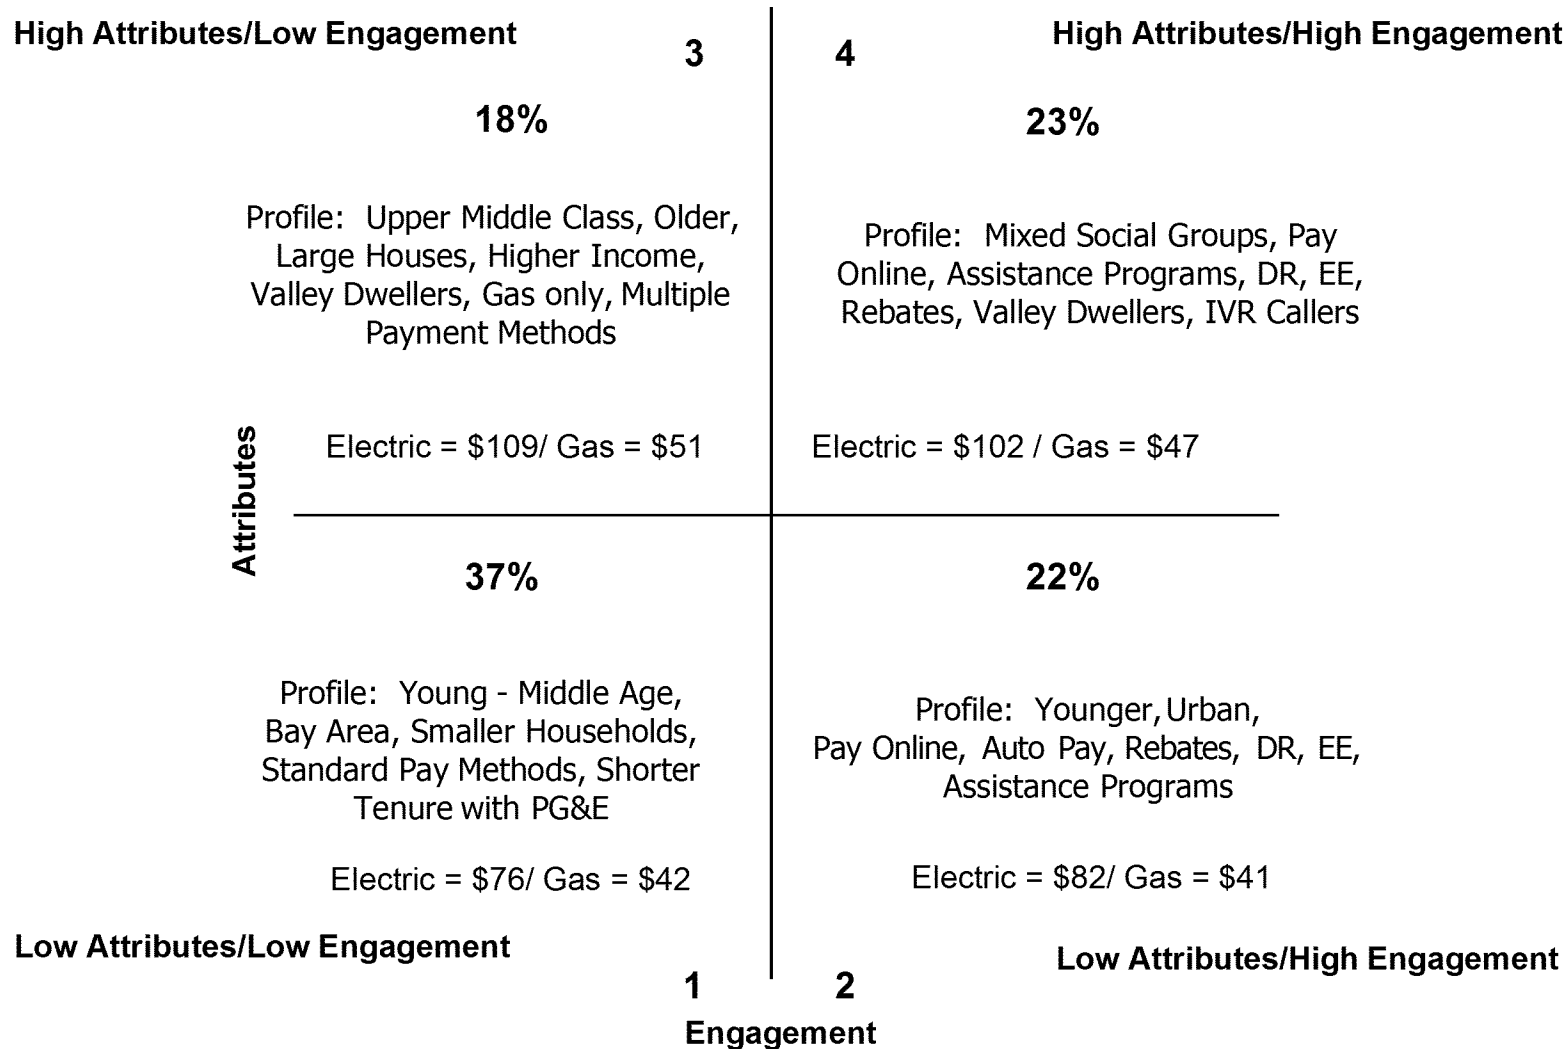 High Attributes/Low Engagement
3
18%
Profile: Upper Middle Class, Older,
Large Houses, Higher Income,
Valley Dwellers, Gas only, Multiple
Payment Methods
Electric = $109/ Gas = $51
4
High Attributes/High Engagement
23%
Profile: Mixed Social Groups, Pay
Online, Assistance Programs, DR, EE,
Rebates, Valley Dwellers, IVR Callers
Electric = $102 / Gas = $47
Attributes
37%
Profile: Young - Middle Age,
Bay Area, Smaller Households,
Standard Pay Methods, Shorter
Tenure with PG&E
Electric = $76/ Gas = $42
Low Attributes/Low Engagement
1
22%
Profile: Younger, Urban,
Pay Online, Auto Pay, Rebates, DR, EE,
Assistance Programs
Electric = $82/ Gas = $41
Low Attributes/High Engagement
2
Engagement